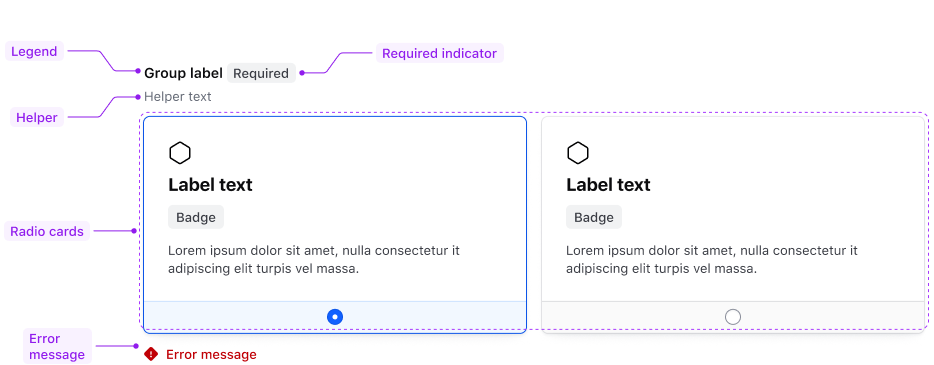 Legend
Required indicator
Group label Required
Helper text
Helper
Label text
Badge
Lorem ipsum dolor sit amet, nulla consectetur it
adipiscing elit turpis vel massa.
Label text
Badge
Lorem ipsum dolor sit amet, nulla consectetur it
adipiscing elit turpis vel massa.
Radio cards
Error
message
Error message